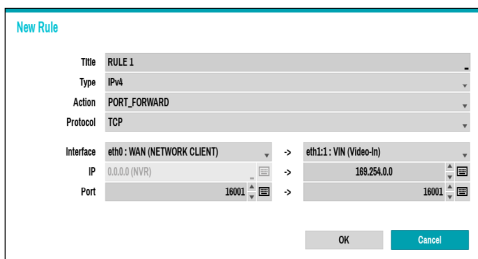 New Rule
Title RULE 1
Type IPv4
Action PORT_FORWARD
Protocol TCP
Interface eth0 : WAN (NETWORK CLIENT) -> eth1:1 : VIN (Video-In)
IP 0.0.0.0 (NVR) -> 169.254.0.0
Port 16001 -> 16001
OK Cancel